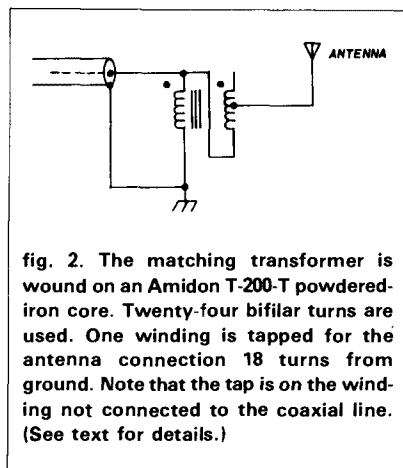 ANTENNA
fig. 2. The matching transformer is
wound on an Amidon T-200-T powdered-
iron core. Twenty-four bifilar turns are
used. One winding is tapped for the
antenna connection 18 turns from
ground. Note that the tap is on the wind-
ing not connected to the coaxial line.
(See text for details.)